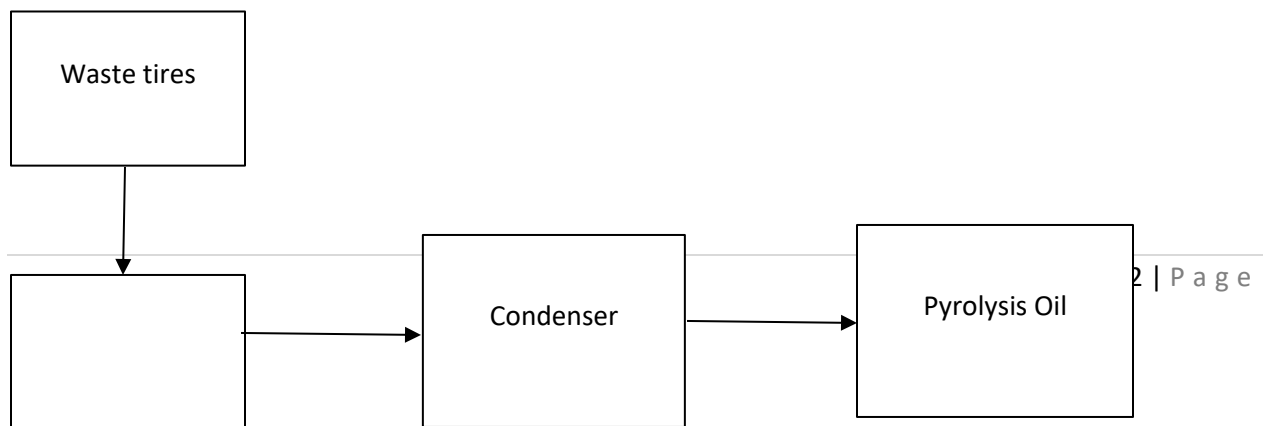 Waste tires
2 | P a g e
Condenser
Pyrolysis Oil